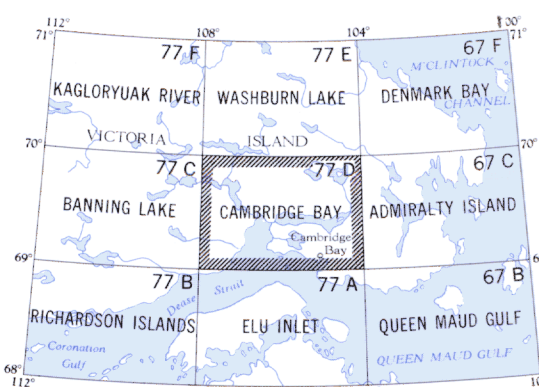 112° 108° 104° 100°
71° 71°
77 F 77 E 67 F
M'CLINTOCK
KAGLORYUAK RIVER WASHBURN LAKE DENMARK BAY
CHANNEL
VICTORIA ISLAND
70° 70°
77 C 77 D 67 C
BANNING LAKE CAMBRIDGE BAY ADMIRALTY ISLAND
Cambridge
Bay
69° 69°
77 B 77 A 67 B
Dease Strait
RICHARDSON ISLANDS ELU INLET QUEEN MAUD GULF
Coronation
Gulf
QUEEN MAUD GULF
68°
112° 108° 104°